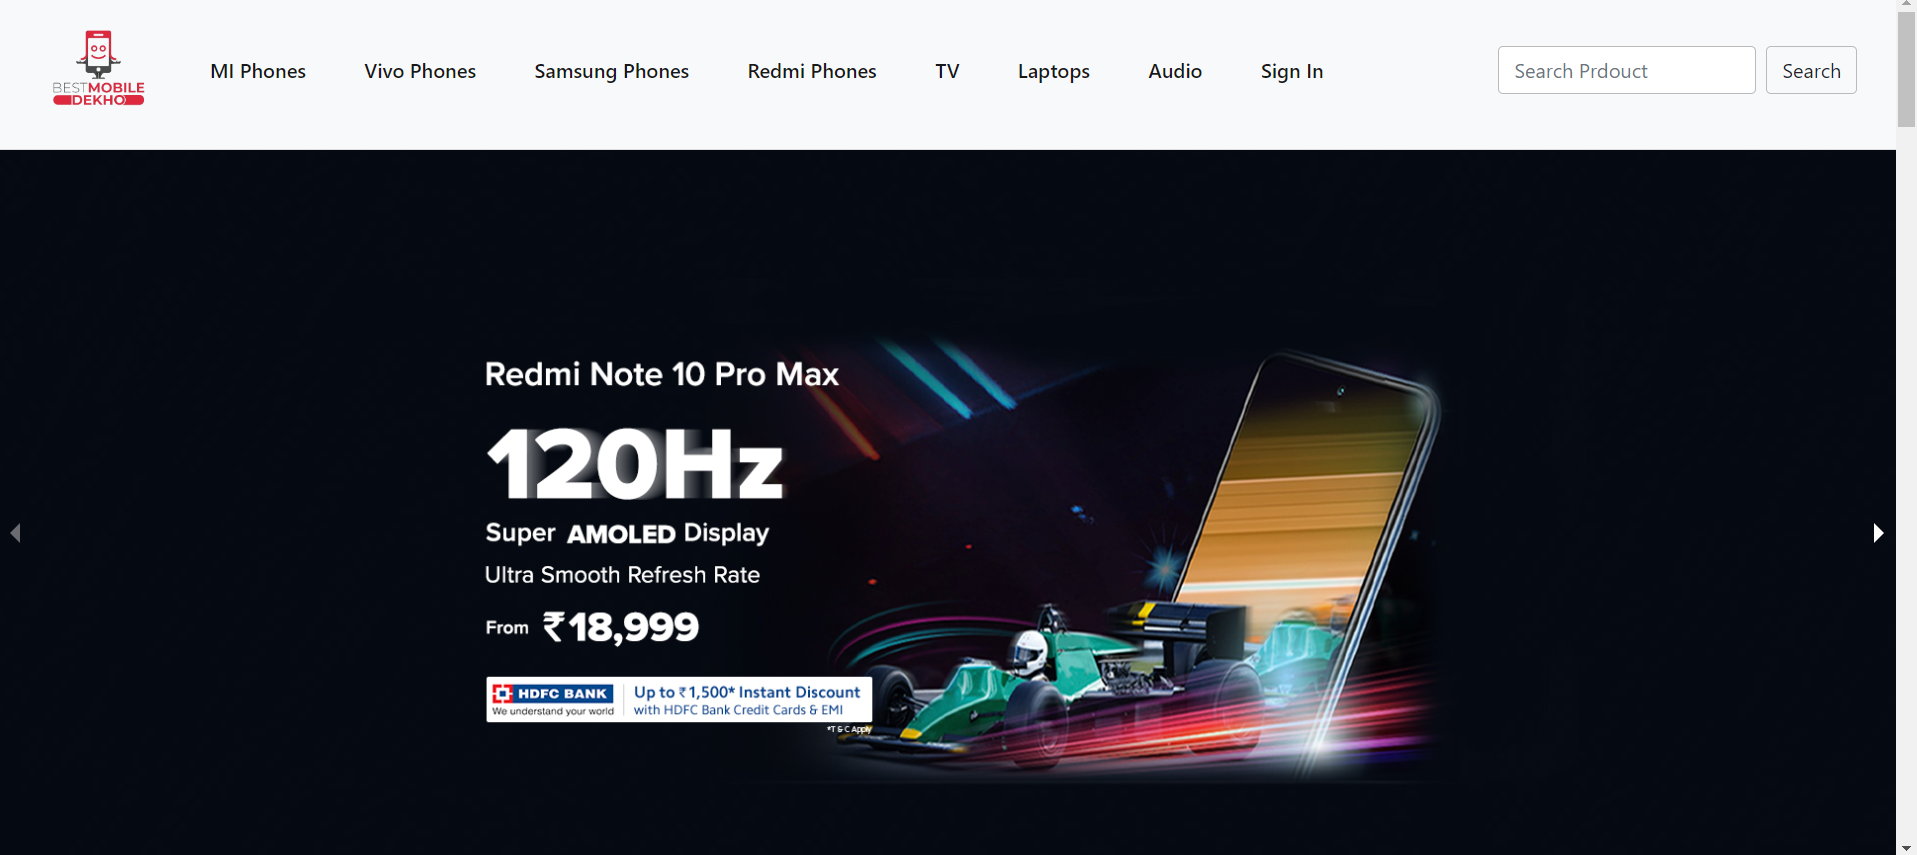 BESTMOBILE
DEKHO
MI Phones
Vivo Phones
Samsung Phones
Redmi Phones
TV
Laptops
Audio
Sign In
Search Prdouct
Search
Redmi Note 10 Pro Max
120Hz
Super AMOLED Display
Ultra Smooth Refresh Rate
From ₹18,999
HDFC BANK
We understand your world
Up to ₹1,500* Instant Discount
with HDFC Bank Credit Cards & EMI
*T & C Apply